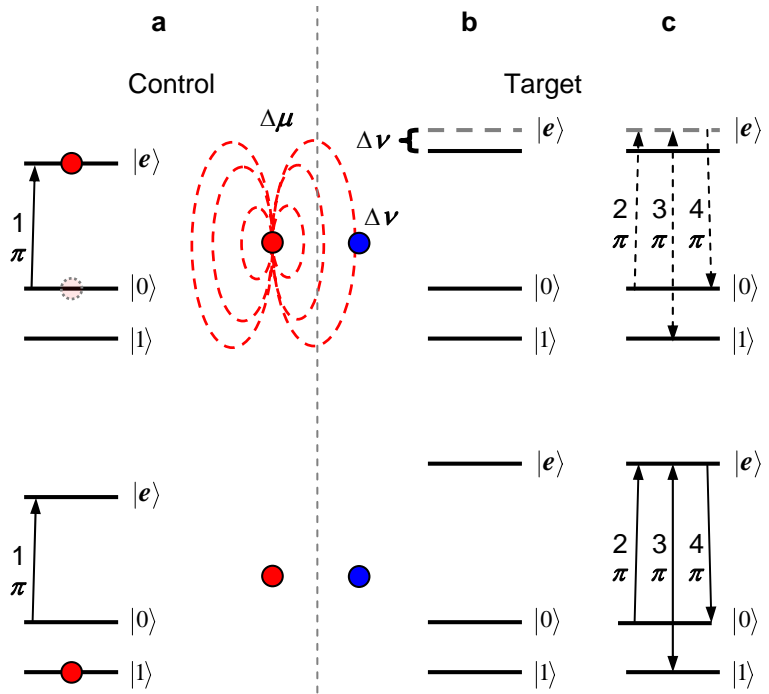 a b c
Control Target
Δμ
|e⟩ Δν |e⟩ |e⟩
1 π Δν 2 π 3 π 4 π
|0⟩ |0⟩ |0⟩
|1⟩ |1⟩ |1⟩
|e⟩ |e⟩ |e⟩
1 π 2 π 3 π 4 π
|0⟩ |0⟩ |0⟩
|1⟩ |1⟩ |1⟩